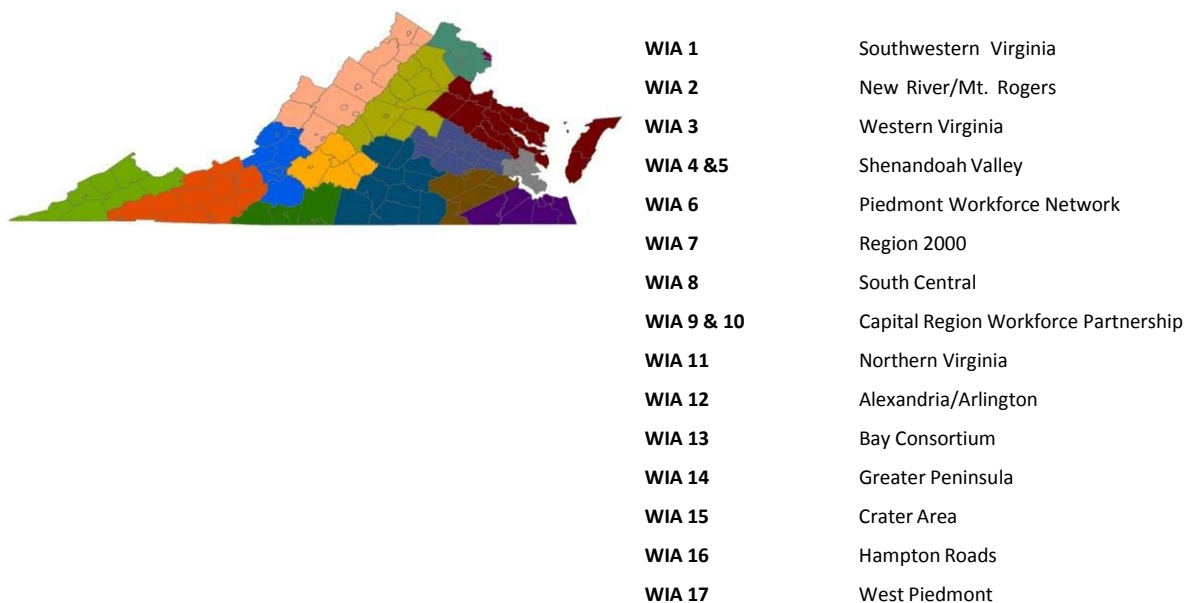 WIA 1 Southwestern Virginia
WIA 2 New River/Mt. Rogers
WIA 3 Western Virginia
WIA 4 &5 Shenandoah Valley
WIA 6 Piedmont Workforce Network
WIA 7 Region 2000
WIA 8 South Central
WIA 9 & 10 Capital Region Workforce Partnership
WIA 11 Northern Virginia
WIA 12 Alexandria/Arlington
WIA 13 Bay Consortium
WIA 14 Greater Peninsula
WIA 15 Crater Area
WIA 16 Hampton Roads
WIA 17 West Piedmont